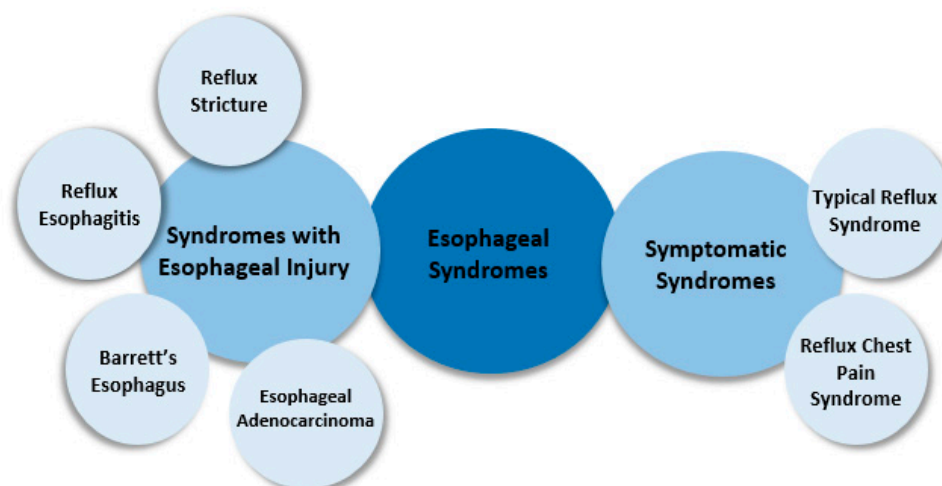 Reflux
Stricture
Reflux
Esophagitis
Syndromes with
Esophageal Injury
Barrett’s
Esophagus
Esophageal
Adenocarcinoma
Esophageal
Syndromes
Symptomatic
Syndromes
Typical Reflux
Syndrome
Reflux Chest
Pain
Syndrome